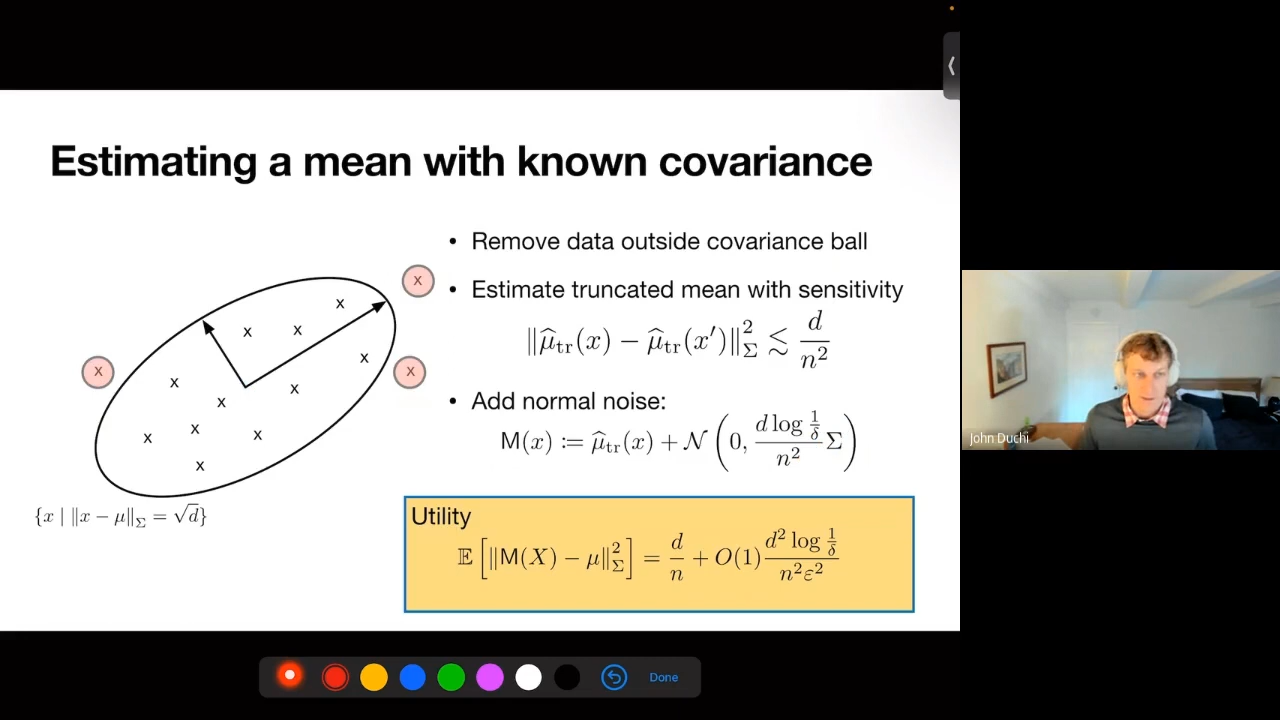 Estimating a mean with known covariance
• Remove data outside covariance ball
• Estimate truncated mean with sensitivity
‖μ̂_tr(x) − μ̂_tr(x′)‖²_Σ ≲ d/n²
• Add normal noise:
M(x) := μ̂_tr(x) + 𝒩(0, (d log 1/δ)/n² Σ)
x x x x
x x x x
x x x x x
x
{x | ‖x − μ‖_Σ = √d}
Utility
𝔼[‖M(X) − μ‖²_Σ] = d/n + O(1) (d² log 1/δ)/(n²ε²)
John Duchi
Done